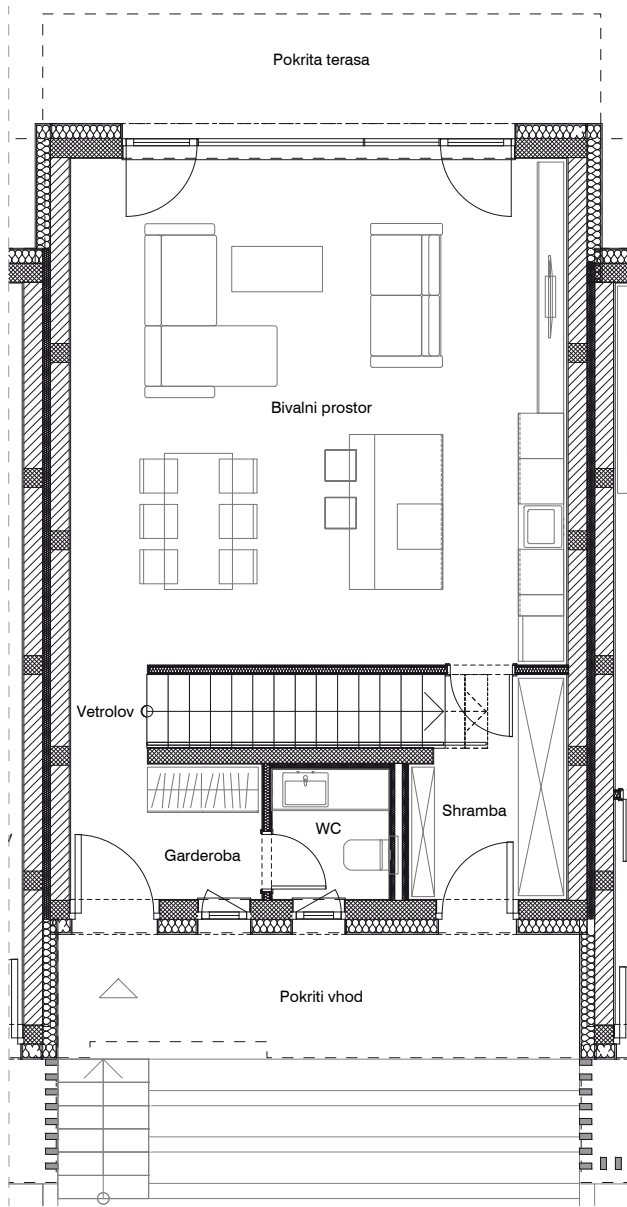 Pokrita terasa
Bivalni prostor
Vetrolov
Shramba
WC
Garderoba
Pokriti vhod